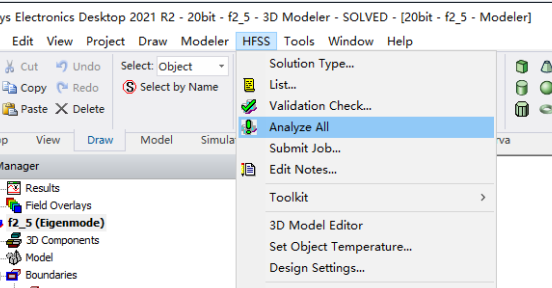 ys Electronics Desktop 2021 R2 - 20bit - f2_5 - 3D Modeler - SOLVED - [20bit - f2_5 - Modeler]
Edit View Project Draw Modeler HFSS Tools Window Help
Cut Undo Select: Object
Copy Redo Select by Name
Paste Delete
View Draw Model Simula
Solution Type...
List...
Validation Check...
Analyze All
Submit Job...
Edit Notes...
Toolkit
3D Model Editor
Set Object Temperature...
Design Settings...
Manager
Results
Field Overlays
f2_5 (Eigenmode)
3D Components
Model
Boundaries